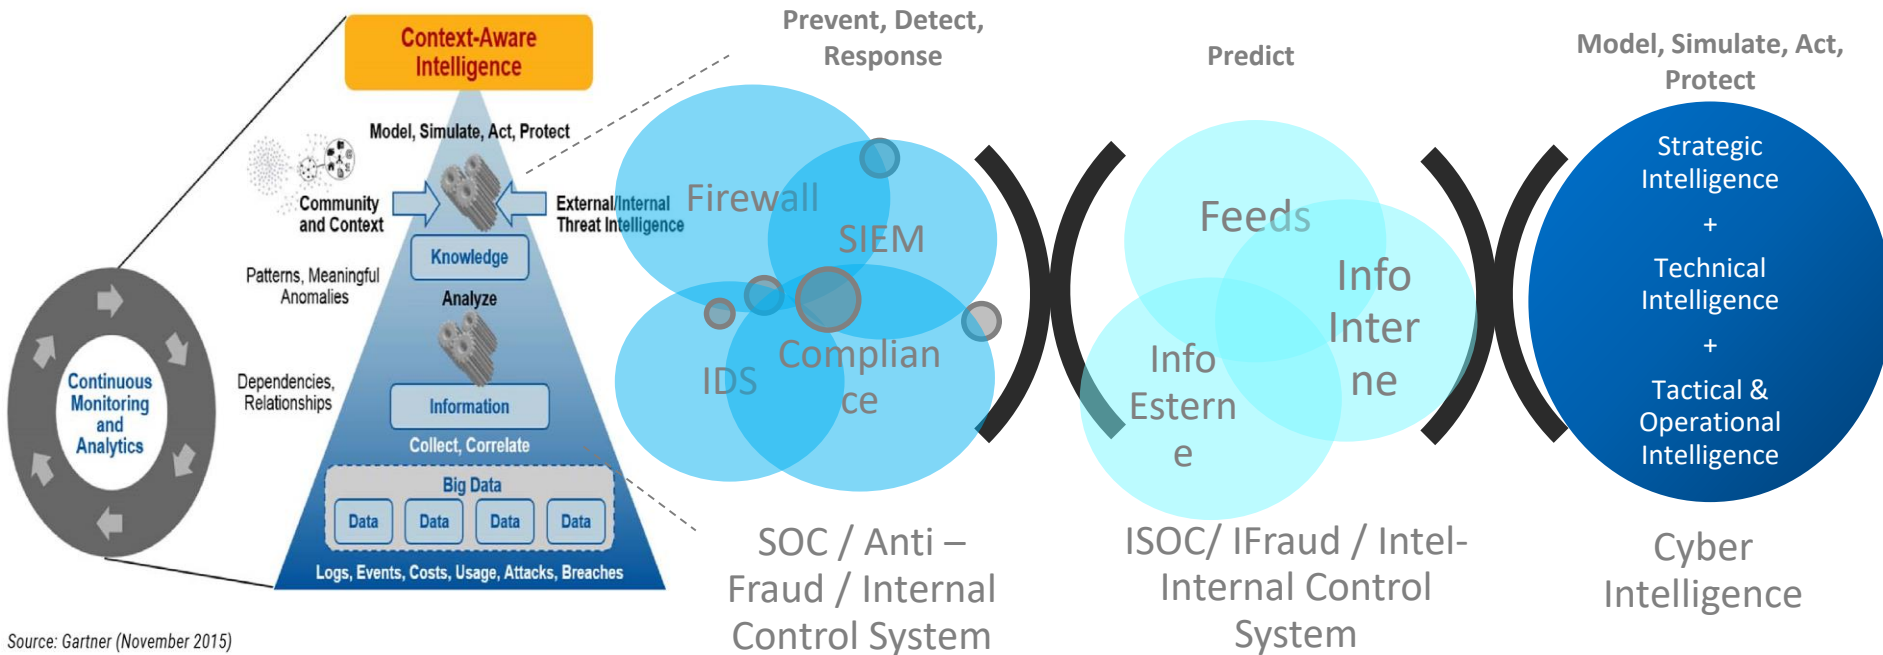 Context-Aware
Intelligence
Model, Simulate, Act, Protect
Community
and Context
External/Internal
Threat Intelligence
Knowledge
Patterns, Meaningful
Anomalies
Analyze
Continuous
Monitoring
and
Analytics
Dependencies,
Relationships
Information
Collect, Correlate
Big Data
Data
Data
Data
Data
Logs, Events, Costs, Usage, Attacks, Breaches
Source: Gartner (November 2015)
Prevent, Detect,
Response
Firewall
SIEM
IDS
Complian
ce
SOC / Anti –
Fraud / Internal
Control System
Predict
Feeds
Info
Inter
ne
Info
Estern
e
ISOC/ IFraud / Intel-
Internal Control
System
Model, Simulate, Act,
Protect
Strategic
Intelligence
+
Technical
Intelligence
+
Tactical &
Operational
Intelligence
Cyber
Intelligence